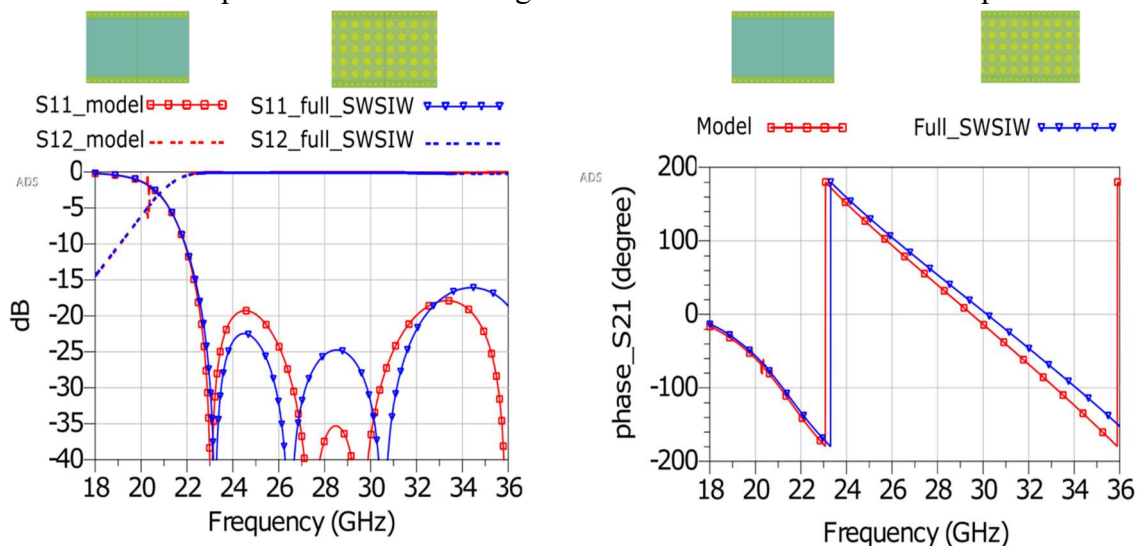 S11_model S11_full_SWSIW
S12_model S12_full_SWSIW
ADS
0
-5
-10
-15
-20
-25
-30
-35
-40
dB
18 20 22 24 26 28 30 32 34 36
Frequency (GHz)
Model Full_SWSIW
ADS
200
100
0
-100
-200
phase_S21 (degree)
18 20 22 24 26 28 30 32 34 36
Frequency (GHz)